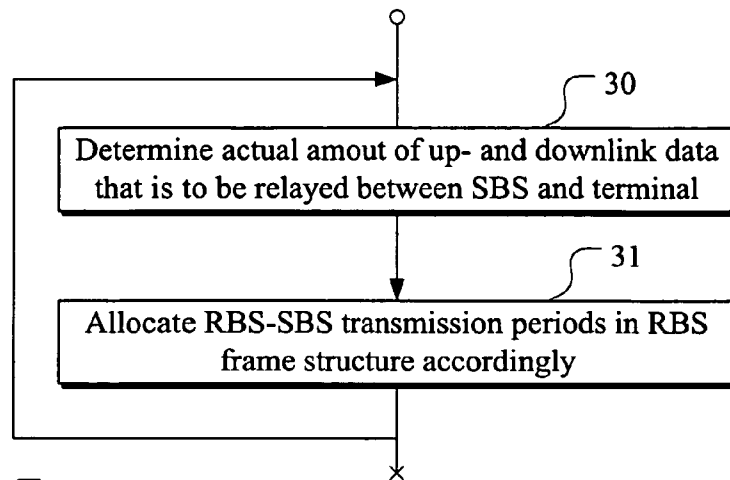 30
Determine actual amout of up- and downlink data
that is to be relayed between SBS and terminal
31
Allocate RBS-SBS transmission periods in RBS
frame structure accordingly